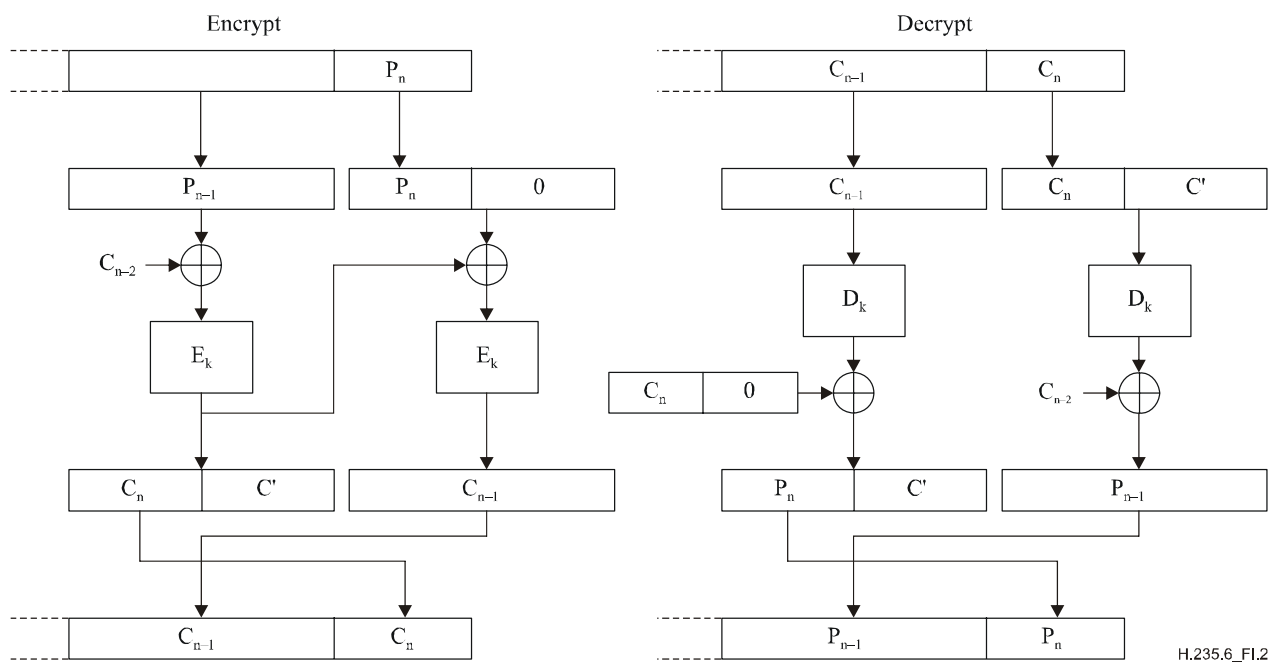 Encrypt
Decrypt
Pₙ
Cₙ₋₁ Cₙ
Pₙ₋₁ Pₙ 0
Cₙ₋₁ Cₙ C'
Cₙ₋₂
Eₖ Eₖ
Dₖ Dₖ
Cₙ 0
Cₙ₋₂
Cₙ C' Cₙ₋₁
Pₙ C' Pₙ₋₁
Cₙ₋₁ Cₙ
Pₙ₋₁ Pₙ
H.235.6_FI.2